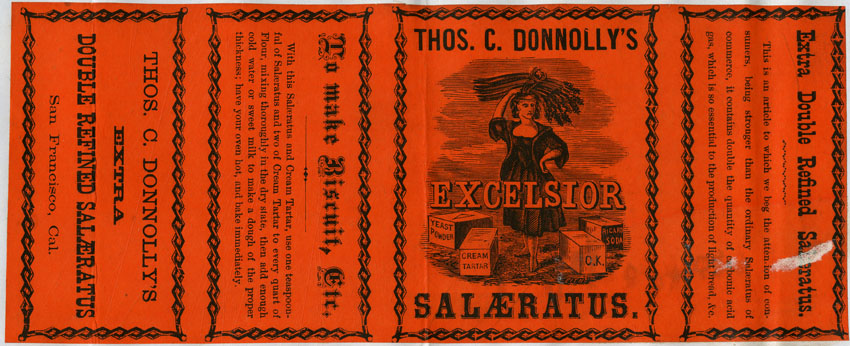 THOS. C. DONNOLLY'S
EXTRA
DOUBLE REFINED SALÆRATUS
San Francisco, Cal.
To make Biscuit, Etc.
With this Saleratus and Cream Tartar, use one teaspoon-
ful of Saleratus and two of Cream Tartar to every quart of
Flour, mixing thoroughly in the dry state, then add enough
cold water or sweet milk to make a dough of the proper
thickness; have your oven hot, and bake immediately.
THOS. C. DONNOLLY'S
EXCELSIOR
YEAST
POWDER
CREAM
TARTAR
BICARB
SODA
C.K.
SALÆRATUS.
Extra Double Refined Salæratus.
This is an article to which we beg the attention of con-
sumers, being stronger than the ordinary Saleratus of
commerce, it contains double the quantity of carbonic acid
gas, which is so essential to the production of light bread, &c.